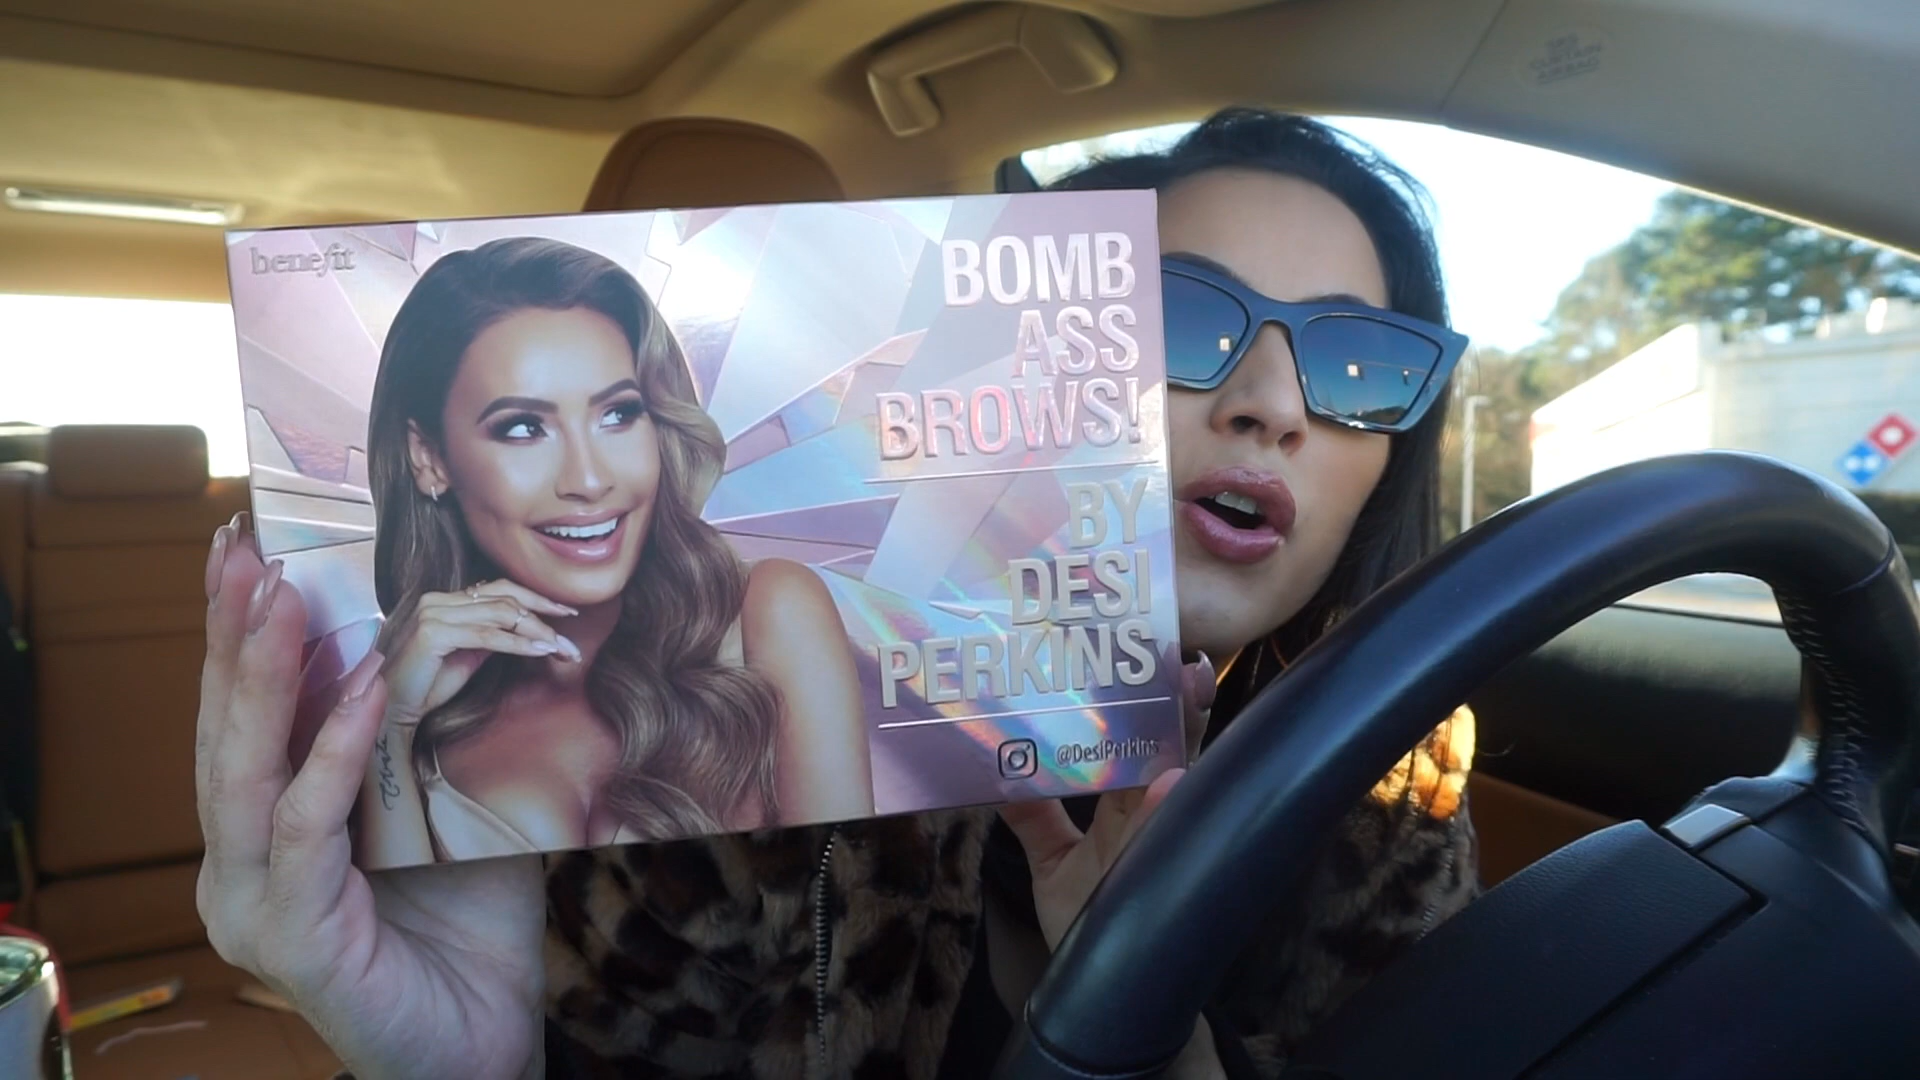 benefit
BOMB
ASS
BROWS!
BY
DESI
PERKINS
@DesiPerkins